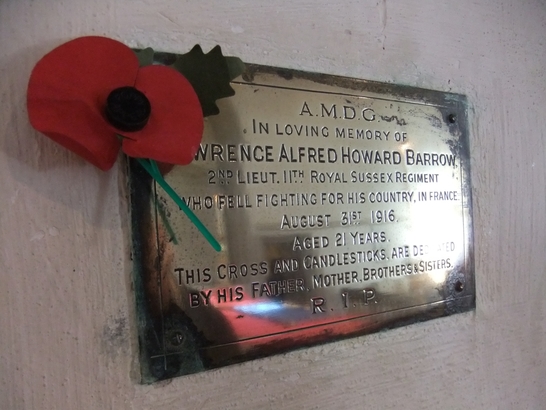 A.M.D.G.
IN LOVING MEMORY OF
WRENCE ALFRED HOWARD BARROW
2ND LIEUT. 11TH ROYAL SUSSEX REGIMENT
WHO FELL FIGHTING FOR HIS COUNTRY, IN FRANCE
AUGUST 31ST 1916.
AGED 21 YEARS.
THIS CROSS AND CANDLESTICKS, ARE DEDICATED
BY HIS FATHER, MOTHER, BROTHERS & SISTERS.
R.I.P.